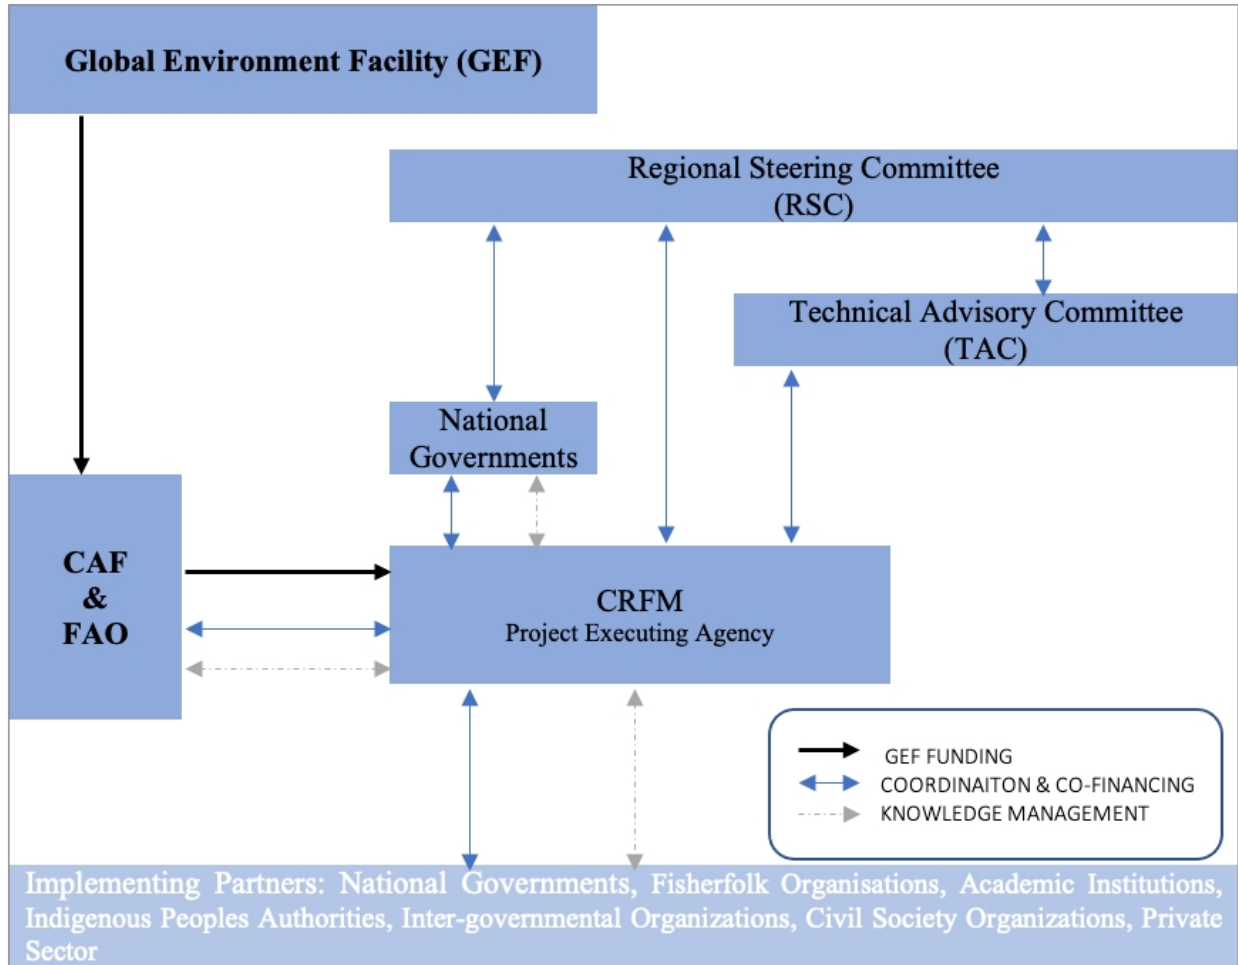 Global Environment Facility (GEF)
Regional Steering Committee
(RSC)
Technical Advisory Committee
(TAC)
National
Governments
CAF
&
FAO
CRFM
Project Executing Agency
GEF FUNDING
COORDINAITON & CO-FINANCING
KNOWLEDGE MANAGEMENT
Implementing Partners: National Governments, Fisherfolk Organisations, Academic Institutions,
Indigenous Peoples Authorities, Inter-governmental Organizations, Civil Society Organizations, Private
Sector